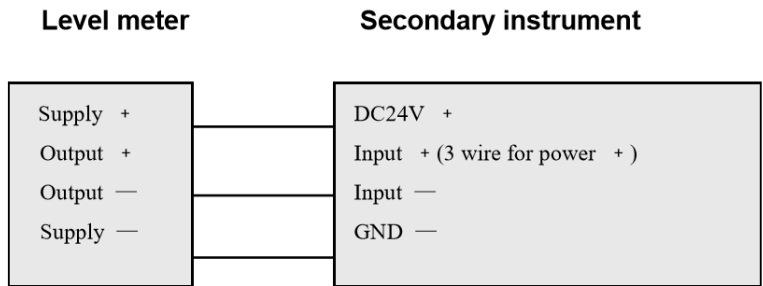 Level meter
Secondary instrument
Supply +
Output +
Output —
Supply —
DC24V +
Input + (3 wire for power + )
Input —
GND —